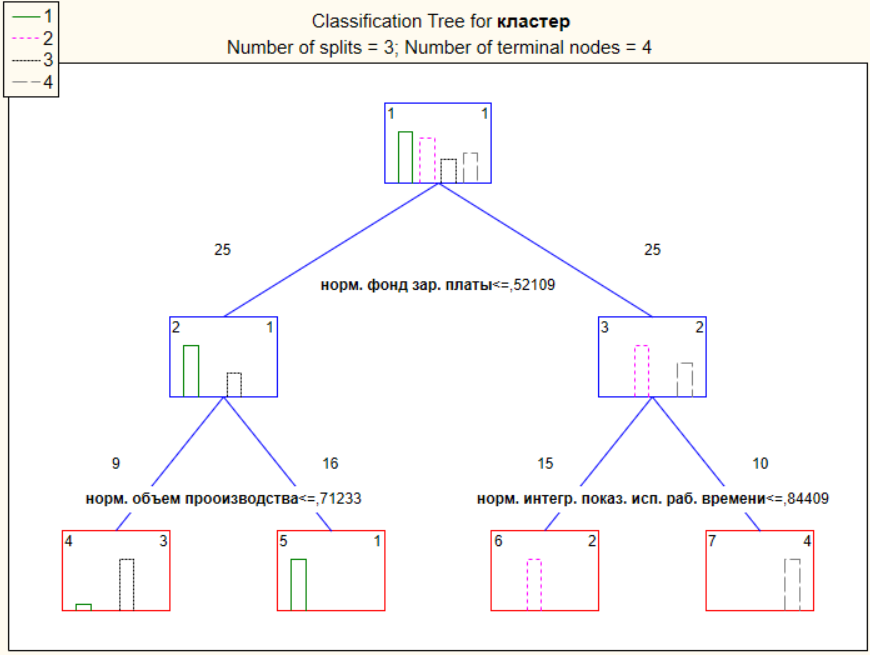 1
2
3
4
Classification Tree for кластер
Number of splits = 3; Number of terminal nodes = 4
1 1
25 25
норм. фонд зар. платы<=,52109
2 1 3 2
9 16 15 10
норм. объем прооизводства<=,71233 норм. интегр. показ. исп. раб. времени<=,84409
4 3 5 1 6 2 7 4